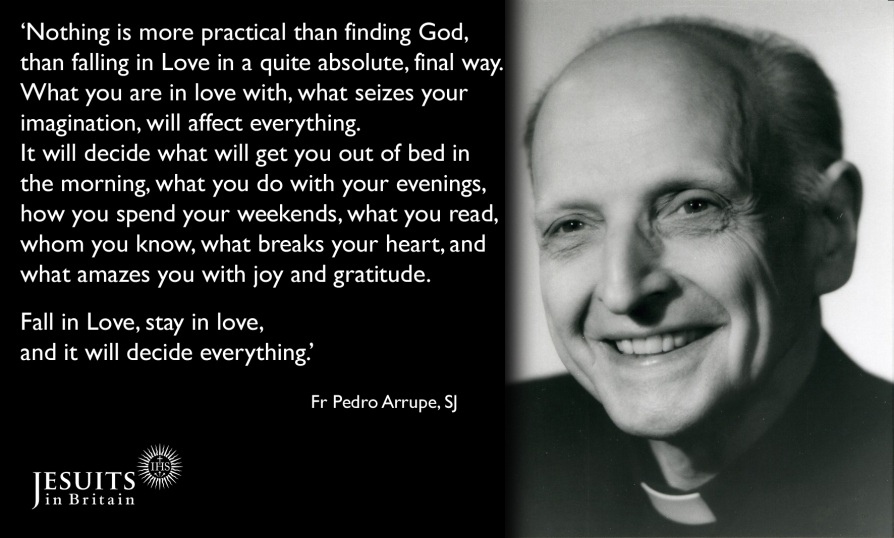 ‘Nothing is more practical than finding God,
than falling in Love in a quite absolute, final way.
What you are in love with, what seizes your
imagination, will affect everything.
It will decide what will get you out of bed in
the morning, what you do with your evenings,
how you spend your weekends, what you read,
whom you know, what breaks your heart, and
what amazes you with joy and gratitude.
Fall in Love, stay in love,
and it will decide everything.’
Fr Pedro Arrupe, SJ
JESUITS
IHS
in Britain